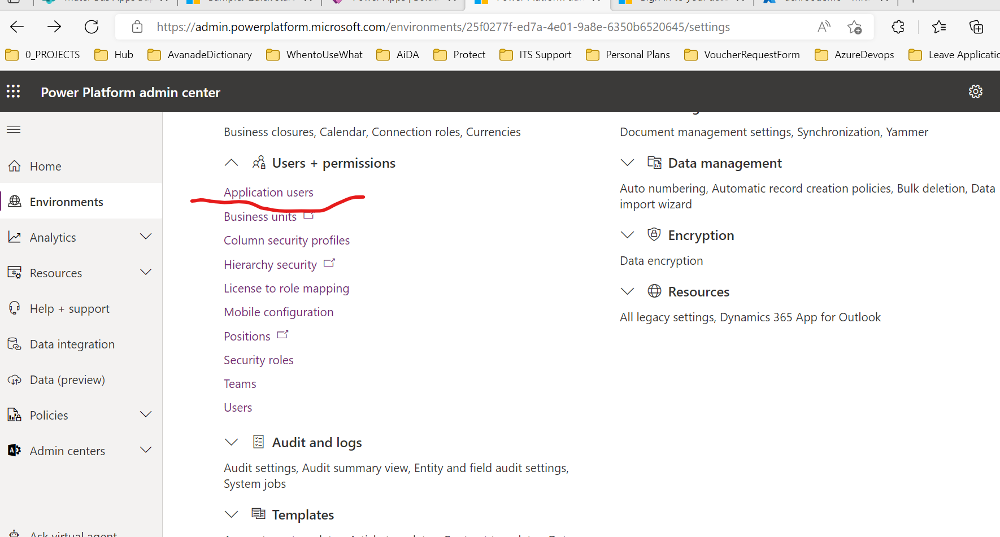 https://admin.powerplatform.microsoft.com/environments/25f0277f-ed7a-4e01-9a8e-6350b6520645/settings
0_PROJECTS Hub AvanadeDictionary WhentoUseWhat AiDA Protect ITS Support Personal Plans VoucherRequestForm AzureDevops Leave
Power Platform admin center
Home
Environments
Analytics
Resources
Help + support
Data integration
Data (preview)
Policies
Admin centers
Ask virtual agent
Business closures, Calendar, Connection roles, Currencies
Users + permissions
Application users
Business units
Column security profiles
Hierarchy security
License to role mapping
Mobile configuration
Positions
Security roles
Teams
Users
Audit and logs
Audit settings, Audit summary view, Entity and field audit settings,
System jobs
Templates
Document management settings, Synchronization, Yammer
Data management
Auto numbering, Automatic record creation policies, Bulk deletion, Data
import wizard
Encryption
Data encryption
Resources
All legacy settings, Dynamics 365 App for Outlook